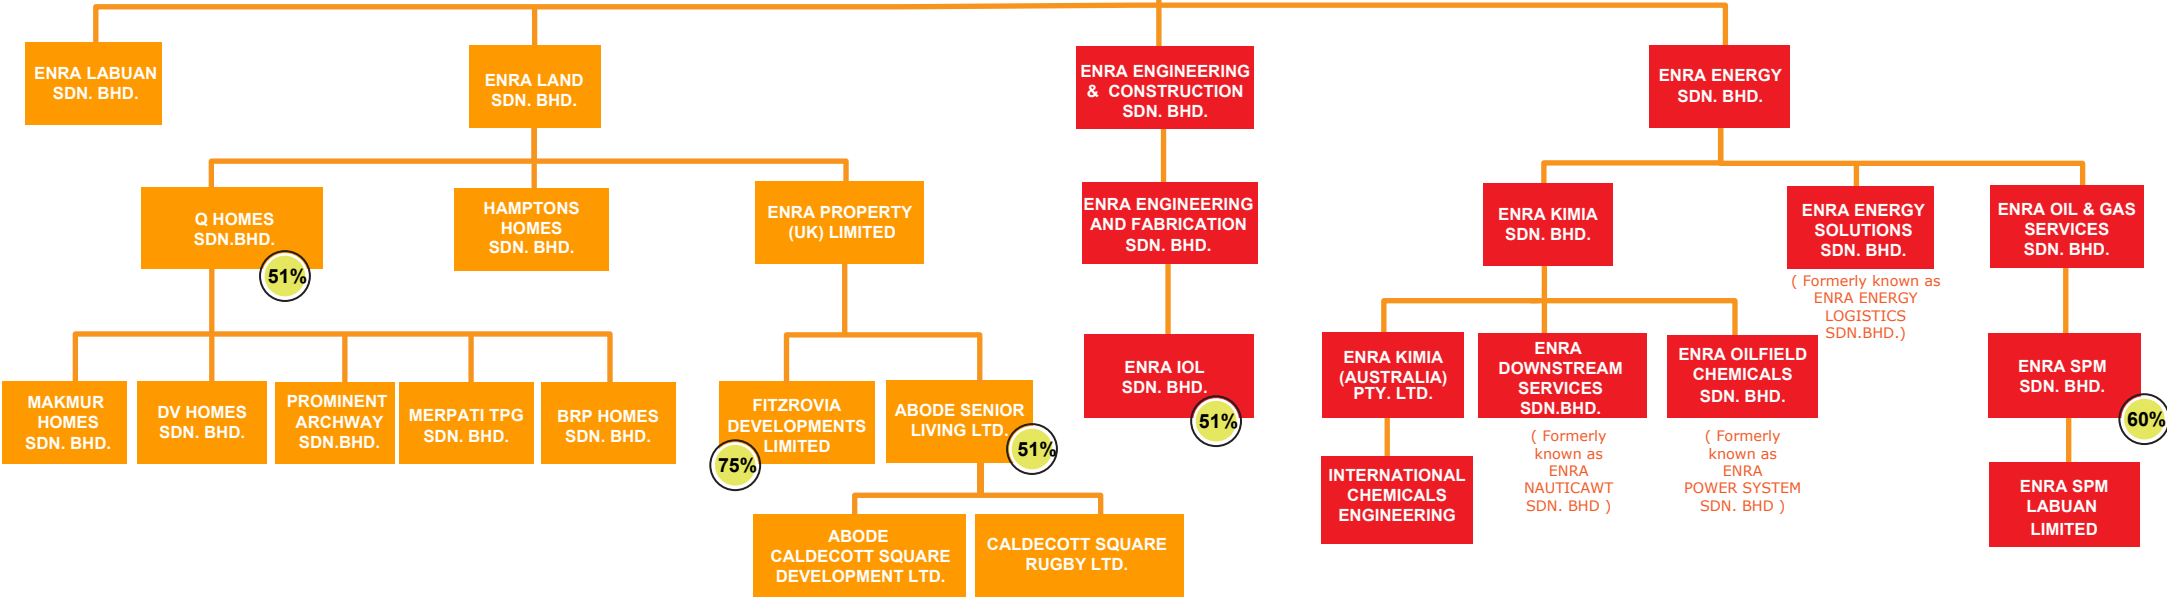 ENRA LABUAN
SDN. BHD.
ENRA LAND
SDN. BHD.
ENRA ENGINEERING
& CONSTRUCTION
SDN. BHD.
ENRA ENERGY
SDN. BHD.
Q HOMES
SDN.BHD.
51%
HAMPTONS
HOMES
SDN. BHD.
ENRA PROPERTY
(UK) LIMITED
ENRA ENGINEERING
AND FABRICATION
SDN. BHD.
ENRA KIMIA
SDN. BHD.
ENRA ENERGY
SOLUTIONS
SDN. BHD.
( Formerly known as
ENRA ENERGY
LOGISTICS
SDN.BHD.)
ENRA OIL & GAS
SERVICES
SDN. BHD.
MAKMUR
HOMES
SDN. BHD.
DV HOMES
SDN. BHD.
PROMINENT
ARCHWAY
SDN.BHD.
MERPATI TPG
SDN. BHD.
BRP HOMES
SDN. BHD.
FITZROVIA
DEVELOPMENTS
LIMITED
75%
ABODE SENIOR
LIVING LTD.
51%
ENRA IOL
SDN. BHD.
51%
ENRA KIMIA
(AUSTRALIA)
PTY. LTD.
ENRA
DOWNSTREAM
SERVICES
SDN.BHD.
( Formerly
known as
ENRA
NAUTICAWT
SDN. BHD )
ENRA OILFIELD
CHEMICALS
SDN. BHD.
( Formerly
known as
ENRA
POWER SYSTEM
SDN. BHD )
ENRA SPM
SDN. BHD.
60%
ABODE
CALDECOTT SQUARE
DEVELOPMENT LTD.
CALDECOTT SQUARE
RUGBY LTD.
INTERNATIONAL
CHEMICALS
ENGINEERING
ENRA SPM
LABUAN
LIMITED